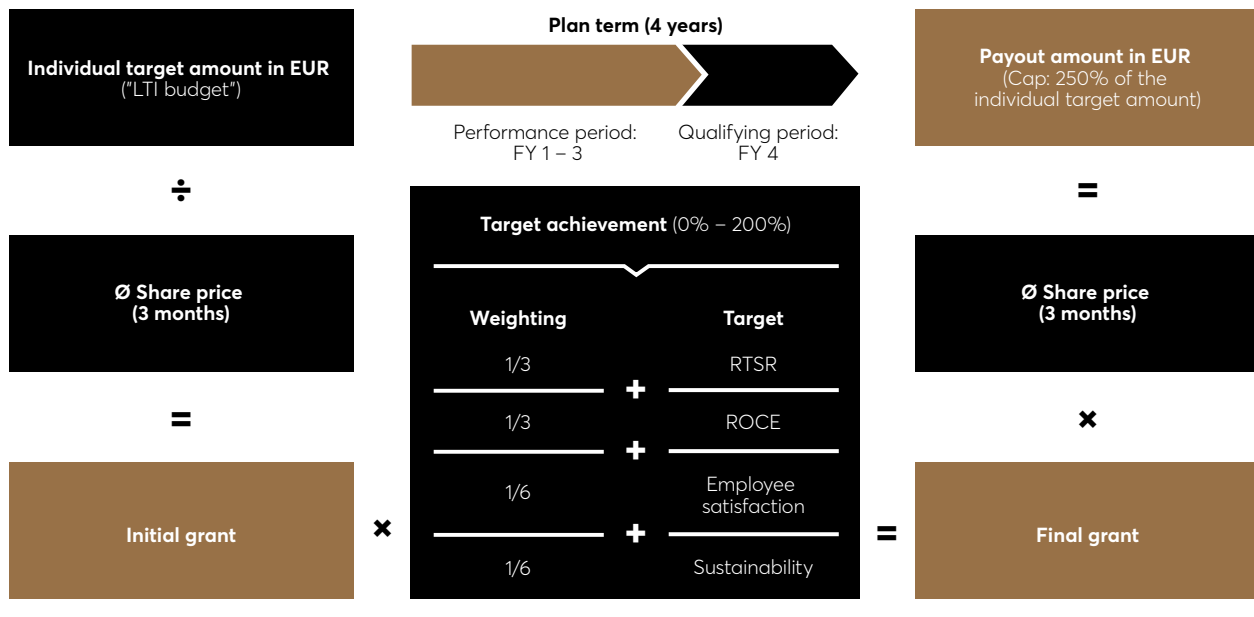 Individual target amount in EUR
("LTI budget")
÷
Ø Share price
(3 months)
=
Initial grant
×
Plan term (4 years)
Performance period:
FY 1 – 3
Qualifying period:
FY 4
Target achievement (0% – 200%)
Weighting
Target
1/3
RTSR
+
1/3
ROCE
+
1/6
Employee
satisfaction
+
1/6
Sustainability
=
Payout amount in EUR
(Cap: 250% of the
individual target amount)
=
Ø Share price
(3 months)
×
Final grant